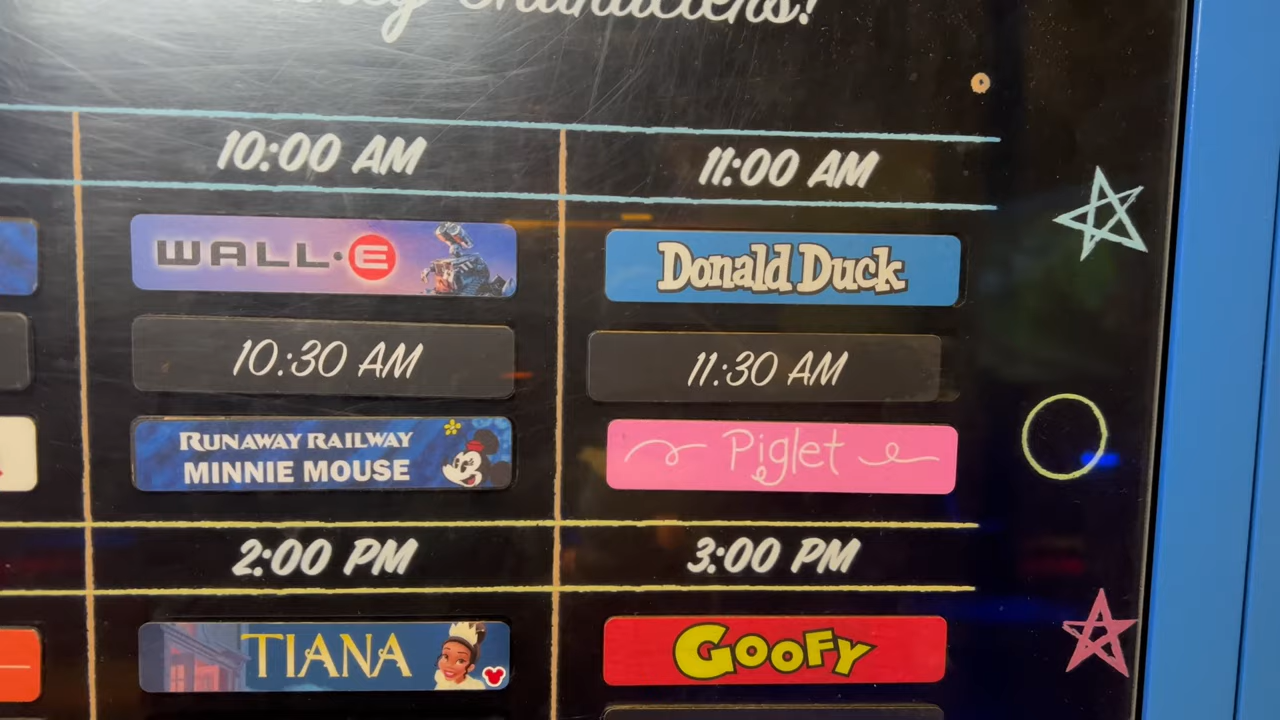 Characters!
10:00 AM
11:00 AM
WALL·E
Donald Duck
10:30 AM
11:30 AM
RUNAWAY RAILWAY
MINNIE MOUSE
Piglet
2:00 PM
3:00 PM
TIANA
GOOFY